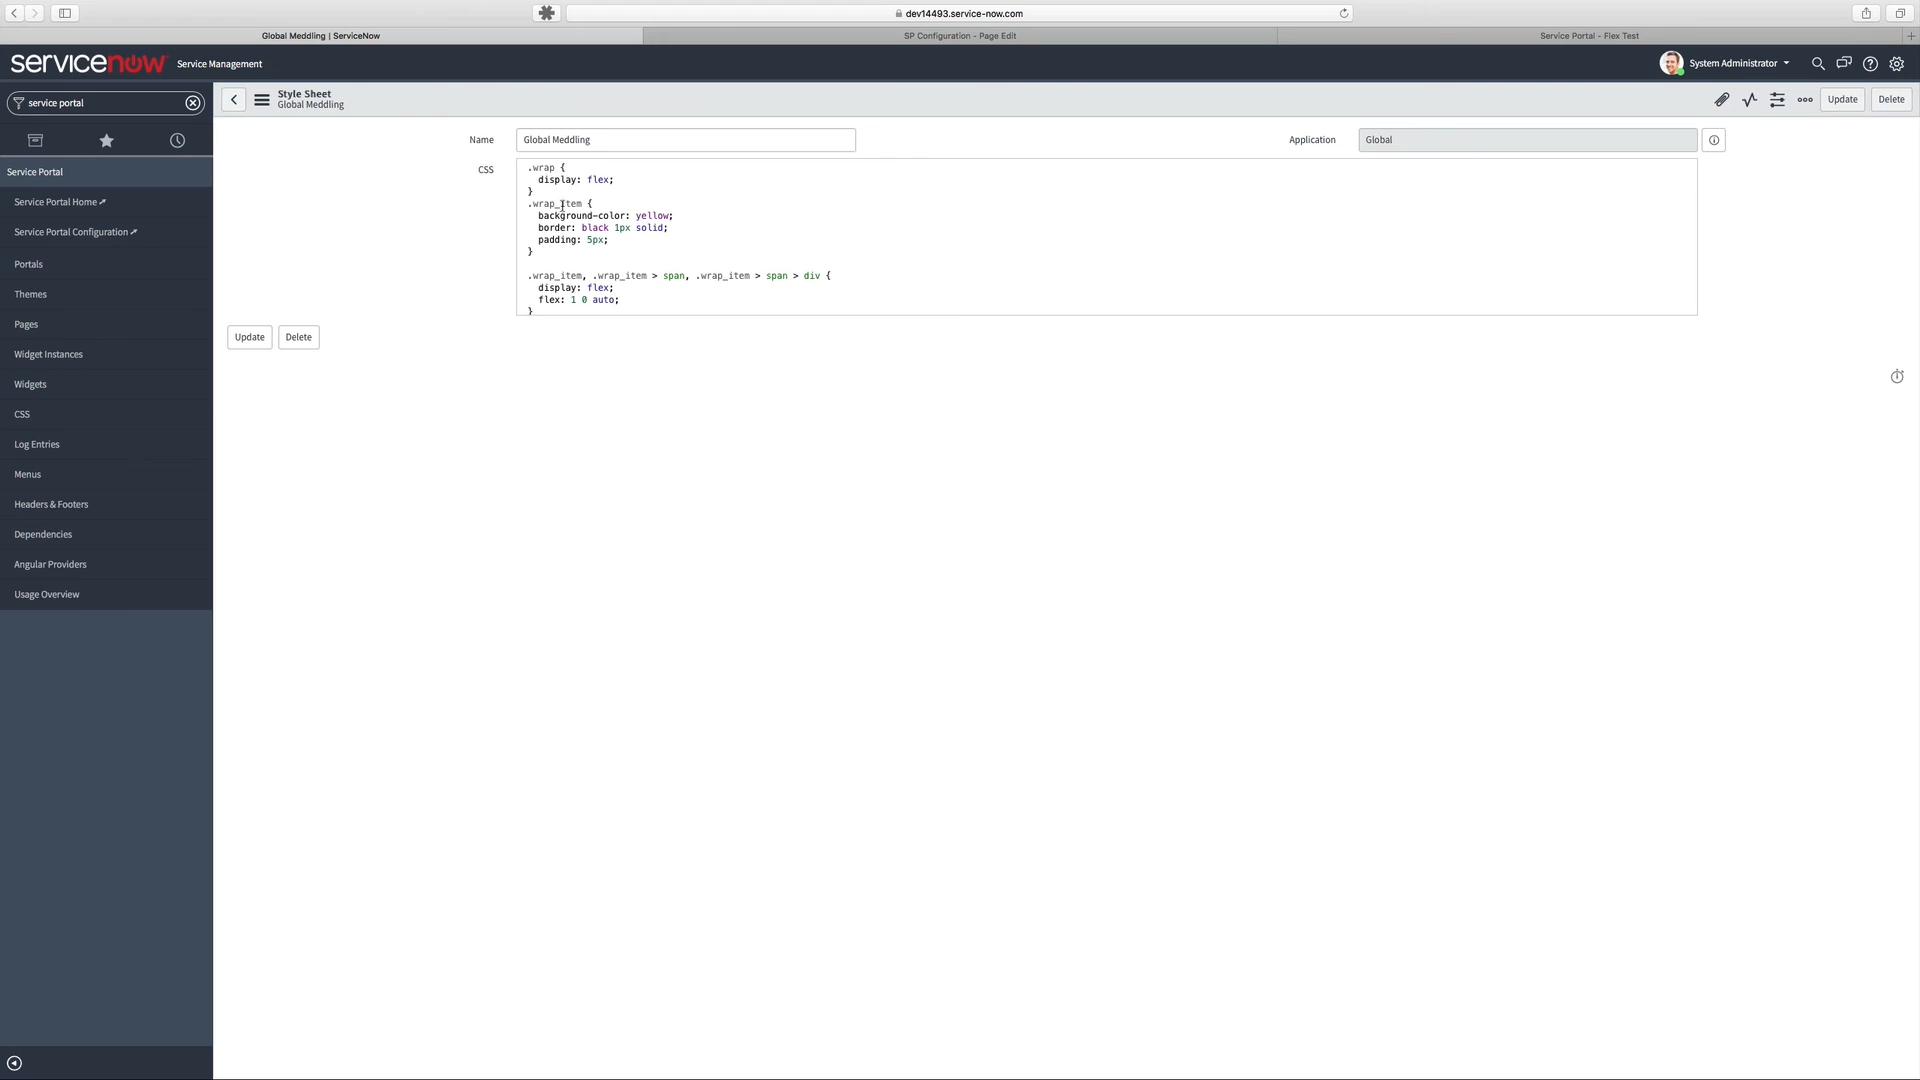 dev14493.service-now.com
Global Meddling | ServiceNow
SP Configuration - Page Edit
Service Portal - Flex Test
servicenow Service Management
System Administrator
service portal
Style Sheet
Global Meddling
Update
Delete
Service Portal
Service Portal Home
Service Portal Configuration
Portals
Themes
Pages
Widget Instances
Widgets
CSS
Log Entries
Menus
Headers & Footers
Dependencies
Angular Providers
Usage Overview
Name
Global Meddling
Application
Global
CSS
.wrap {
display: flex;
}
.wrap_item {
background-color: yellow;
border: black 1px solid;
padding: 5px;
}
.wrap_item, .wrap_item > span, .wrap_item > span > div {
display: flex;
flex: 1 0 auto;
}
Update
Delete